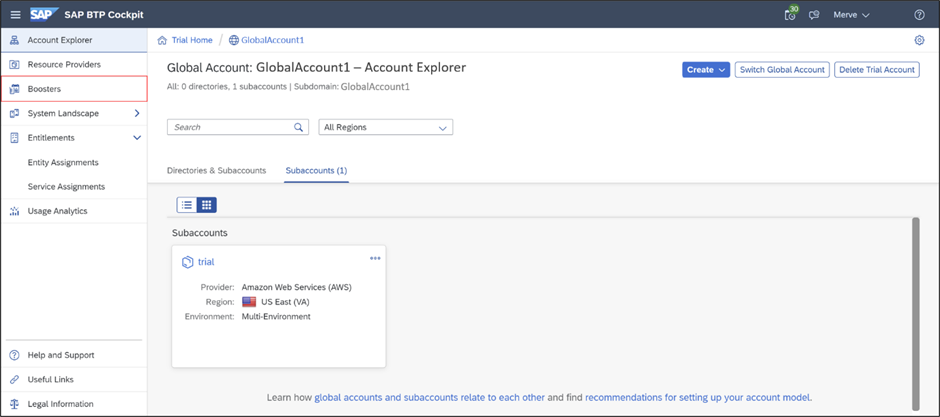 SAP SAP BTP Cockpit
30
Merve
Account Explorer
Resource Providers
Boosters
System Landscape
Entitlements
Entity Assignments
Service Assignments
Usage Analytics
Help and Support
Useful Links
Legal Information
Trial Home / GlobalAccount1
Global Account: GlobalAccount1 – Account Explorer
All: 0 directories, 1 subaccounts | Subdomain: GlobalAccount1
Create
Switch Global Account
Delete Trial Account
Search
All Regions
Directories & Subaccounts
Subaccounts (1)
Subaccounts
trial
Provider: Amazon Web Services (AWS)
Region: US East (VA)
Environment: Multi-Environment
Learn how global accounts and subaccounts relate to each other and find recommendations for setting up your account model.